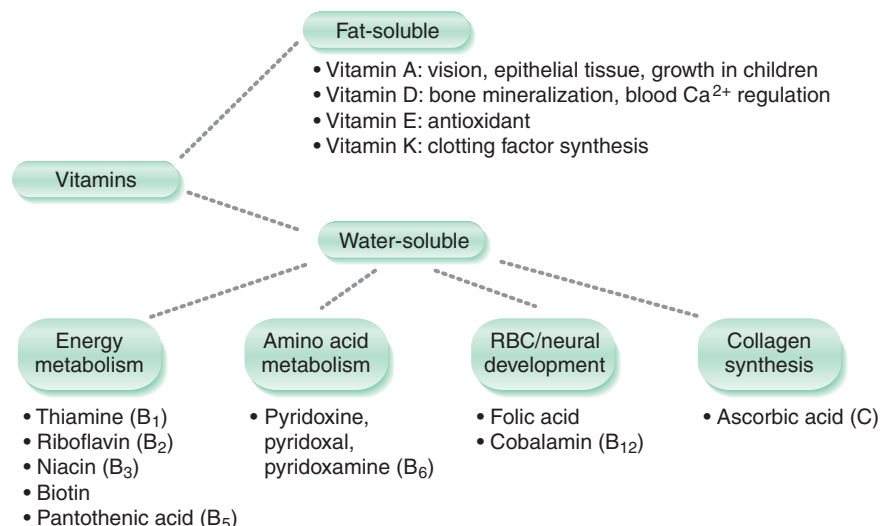 Fat-soluble
• Vitamin A: vision, epithelial tissue, growth in children
• Vitamin D: bone mineralization, blood Ca²⁺ regulation
• Vitamin E: antioxidant
• Vitamin K: clotting factor synthesis
Vitamins
Water-soluble
Energy
metabolism
• Thiamine (B₁)
• Riboflavin (B₂)
• Niacin (B₃)
• Biotin
• Pantothenic acid (B₅)
Amino acid
metabolism
• Pyridoxine,
pyridoxal,
pyridoxamine (B₆)
RBC/neural
development
• Folic acid
• Cobalamin (B₁₂)
Collagen
synthesis
• Ascorbic acid (C)